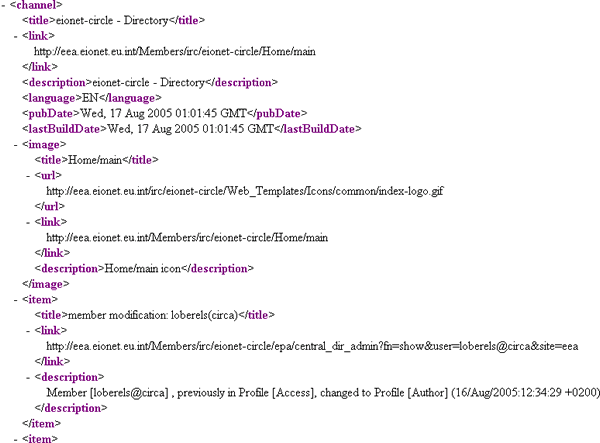 - <channel>
<title>eionet-circle - Directory</title>
- <link>
http://eea.eionet.eu.int/Members/irc/eionet-circle/Home/main
</link>
<description>eionet-circle - Directory</description>
<language>EN</language>
<pubDate>Wed, 17 Aug 2005 01:01:45 GMT</pubDate>
<lastBuildDate>Wed, 17 Aug 2005 01:01:45 GMT</lastBuildDate>
- <image>
<title>Home/main</title>
- <url>
http://eea.eionet.eu.int/irc/eionet-circle/Web_Templates/Icons/common/index-logo.gif
</url>
- <link>
http://eea.eionet.eu.int/Members/irc/eionet-circle/Home/main
</link>
<description>Home/main icon</description>
</image>
- <item>
<title>member modification: loberels(circa)</title>
- <link>
http://eea.eionet.eu.int/Members/irc/eionet-circle/epa/central_dir_admin?fn=show&user=loberels@circa&site=eea
</link>
- <description>
Member [loberels@circa] , previously in Profile [Access], changed to Profile [Author] (16/Aug/2005:12:34:29 +0200)
</description>
</item>
- <item>